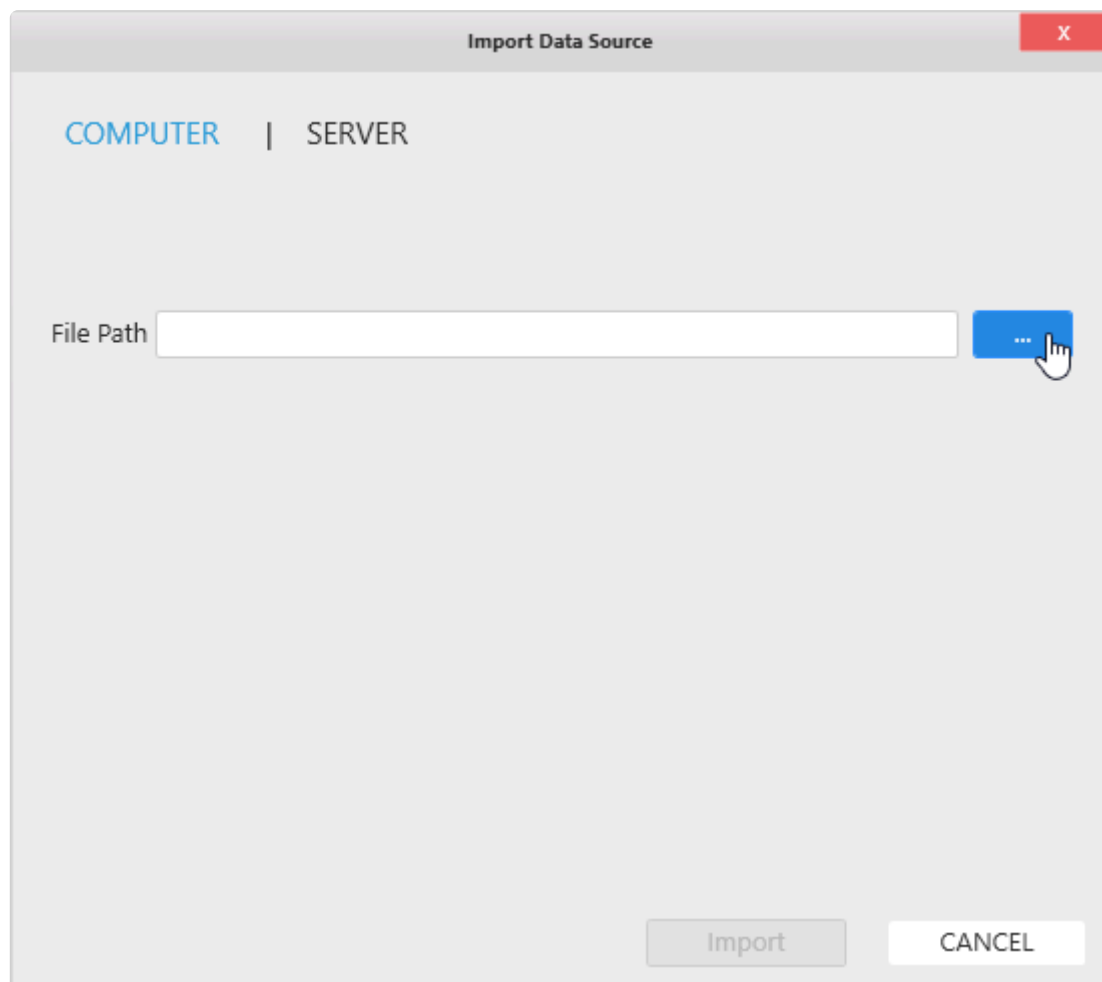 Import Data Source X
COMPUTER | SERVER
File Path ...
Import CANCEL